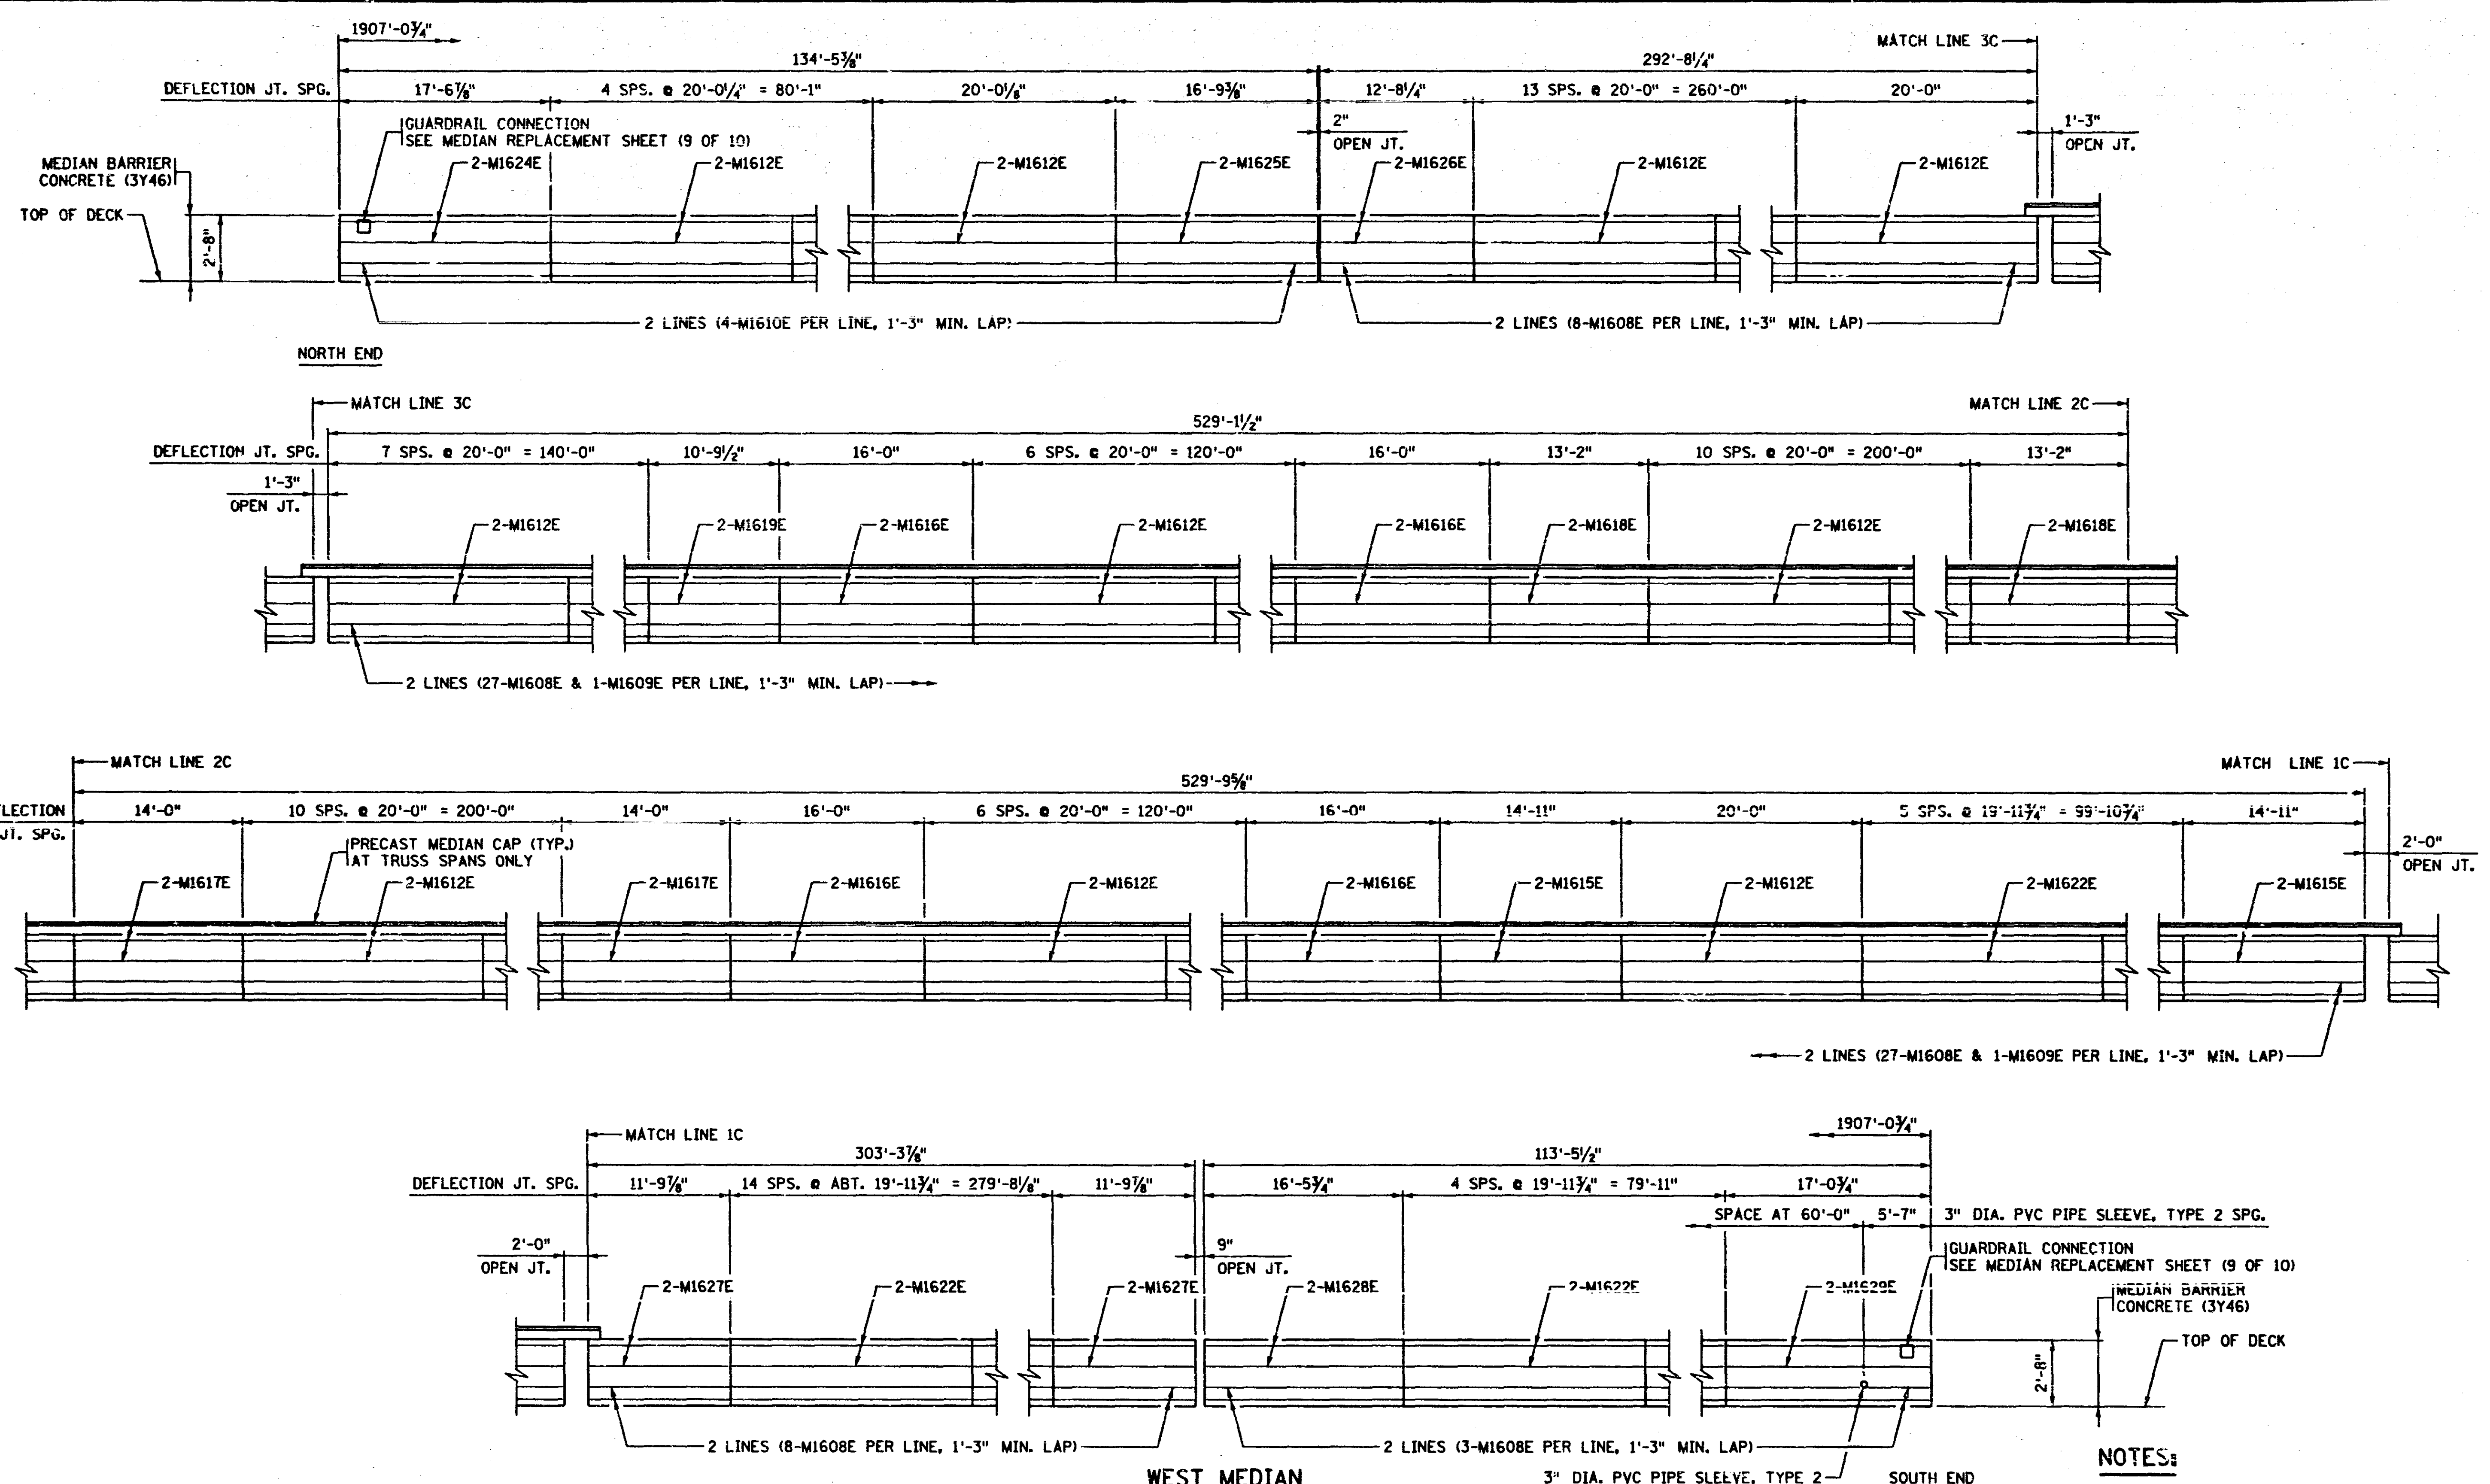 1907'-0¾"
MATCH LINE 3C
134'-5⅜"
292'-8¼"
DEFLECTION JT. SPG.
17'-6⅞"
4 SPS. @ 20'-0¼" = 80'-1"
20'-0⅛"
16'-9⅜"
12'-8¼"
13 SPS. @ 20'-0" = 260'-0"
20'-0"
GUARDRAIL CONNECTION
SEE MEDIAN REPLACEMENT SHEET (9 OF 10)
2"
OPEN JT.
1'-3"
OPEN JT.
MEDIAN BARRIER
CONCRETE (3Y46)
2-M1624E
2-M1612E
2-M1612E
2-M1625E
2-M1626E
2-M1612E
2-M1612E
TOP OF DECK
2'-8"
2 LINES (4-M1610E PER LINE, 1'-3" MIN. LAP)
2 LINES (8-M1608E PER LINE, 1'-3" MIN. LAP)
NORTH END
MATCH LINE 3C
MATCH LINE 2C
529'-1½"
DEFLECTION JT. SPG.
7 SPS. @ 20'-0" = 140'-0"
10'-9½"
16'-0"
6 SPS. @ 20'-0" = 120'-0"
16'-0"
13'-2"
10 SPS. @ 20'-0" = 200'-0"
13'-2"
1'-3"
OPEN JT.
2-M1612E
2-M1619E
2-M1616E
2-M1612E
2-M1616E
2-M1618E
2-M1612E
2-M1618E
2 LINES (27-M1608E & 1-M1609E PER LINE, 1'-3" MIN. LAP)
MATCH LINE 2C
MATCH LINE 1C
529'-9⅝"
LECTION
JT. SPG.
14'-0"
10 SPS. @ 20'-0" = 200'-0"
14'-0"
16'-0"
6 SPS. @ 20'-0" = 120'-0"
16'-0"
14'-11"
20'-0"
5 SPS. @ 19'-11¾" = 99'-10¾"
14'-11"
PRECAST MEDIAN CAP (TYP.)
AT TRUSS SPANS ONLY
2'-0"
OPEN JT.
2-M1617E
2-M1612E
2-M1617E
2-M1616E
2-M1612E
2-M1616E
2-M1615E
2-M1612E
2-M1622E
2-M1615E
2 LINES (27-M1608E & 1-M1609E PER LINE, 1'-3" MIN. LAP)
MATCH LINE 1C
1907'-0¾"
303'-3⅞"
113'-5½"
DEFLECTION JT. SPG.
11'-9⅞"
14 SPS. @ ABT. 19'-11¾" = 279'-8⅛"
11'-9⅞"
16'-5¾"
4 SPS. @ 19'-11¾" = 79'-11"
17'-0¾"
SPACE AT 60'-0"
5'-7"
3" DIA. PVC PIPE SLEEVE, TYPE 2 SPG.
2'-0"
OPEN JT.
9"
OPEN JT.
GUARDRAIL CONNECTION
SEE MEDIAN REPLACEMENT SHEET (9 OF 10)
2-M1627E
2-M1622E
2-M1627E
2-M1628E
2-M1622E
2-M1629E
MEDIAN BARRIER
CONCRETE (3Y46)
TOP OF DECK
2'-8"
2 LINES (8-M1608E PER LINE, 1'-3" MIN. LAP)
2 LINES (3-M1608E PER LINE, 1'-3" MIN. LAP)
NOTES:
WEST MEDIAN
3" DIA. PVC PIPE SLEEVE, TYPE 2
SOUTH END